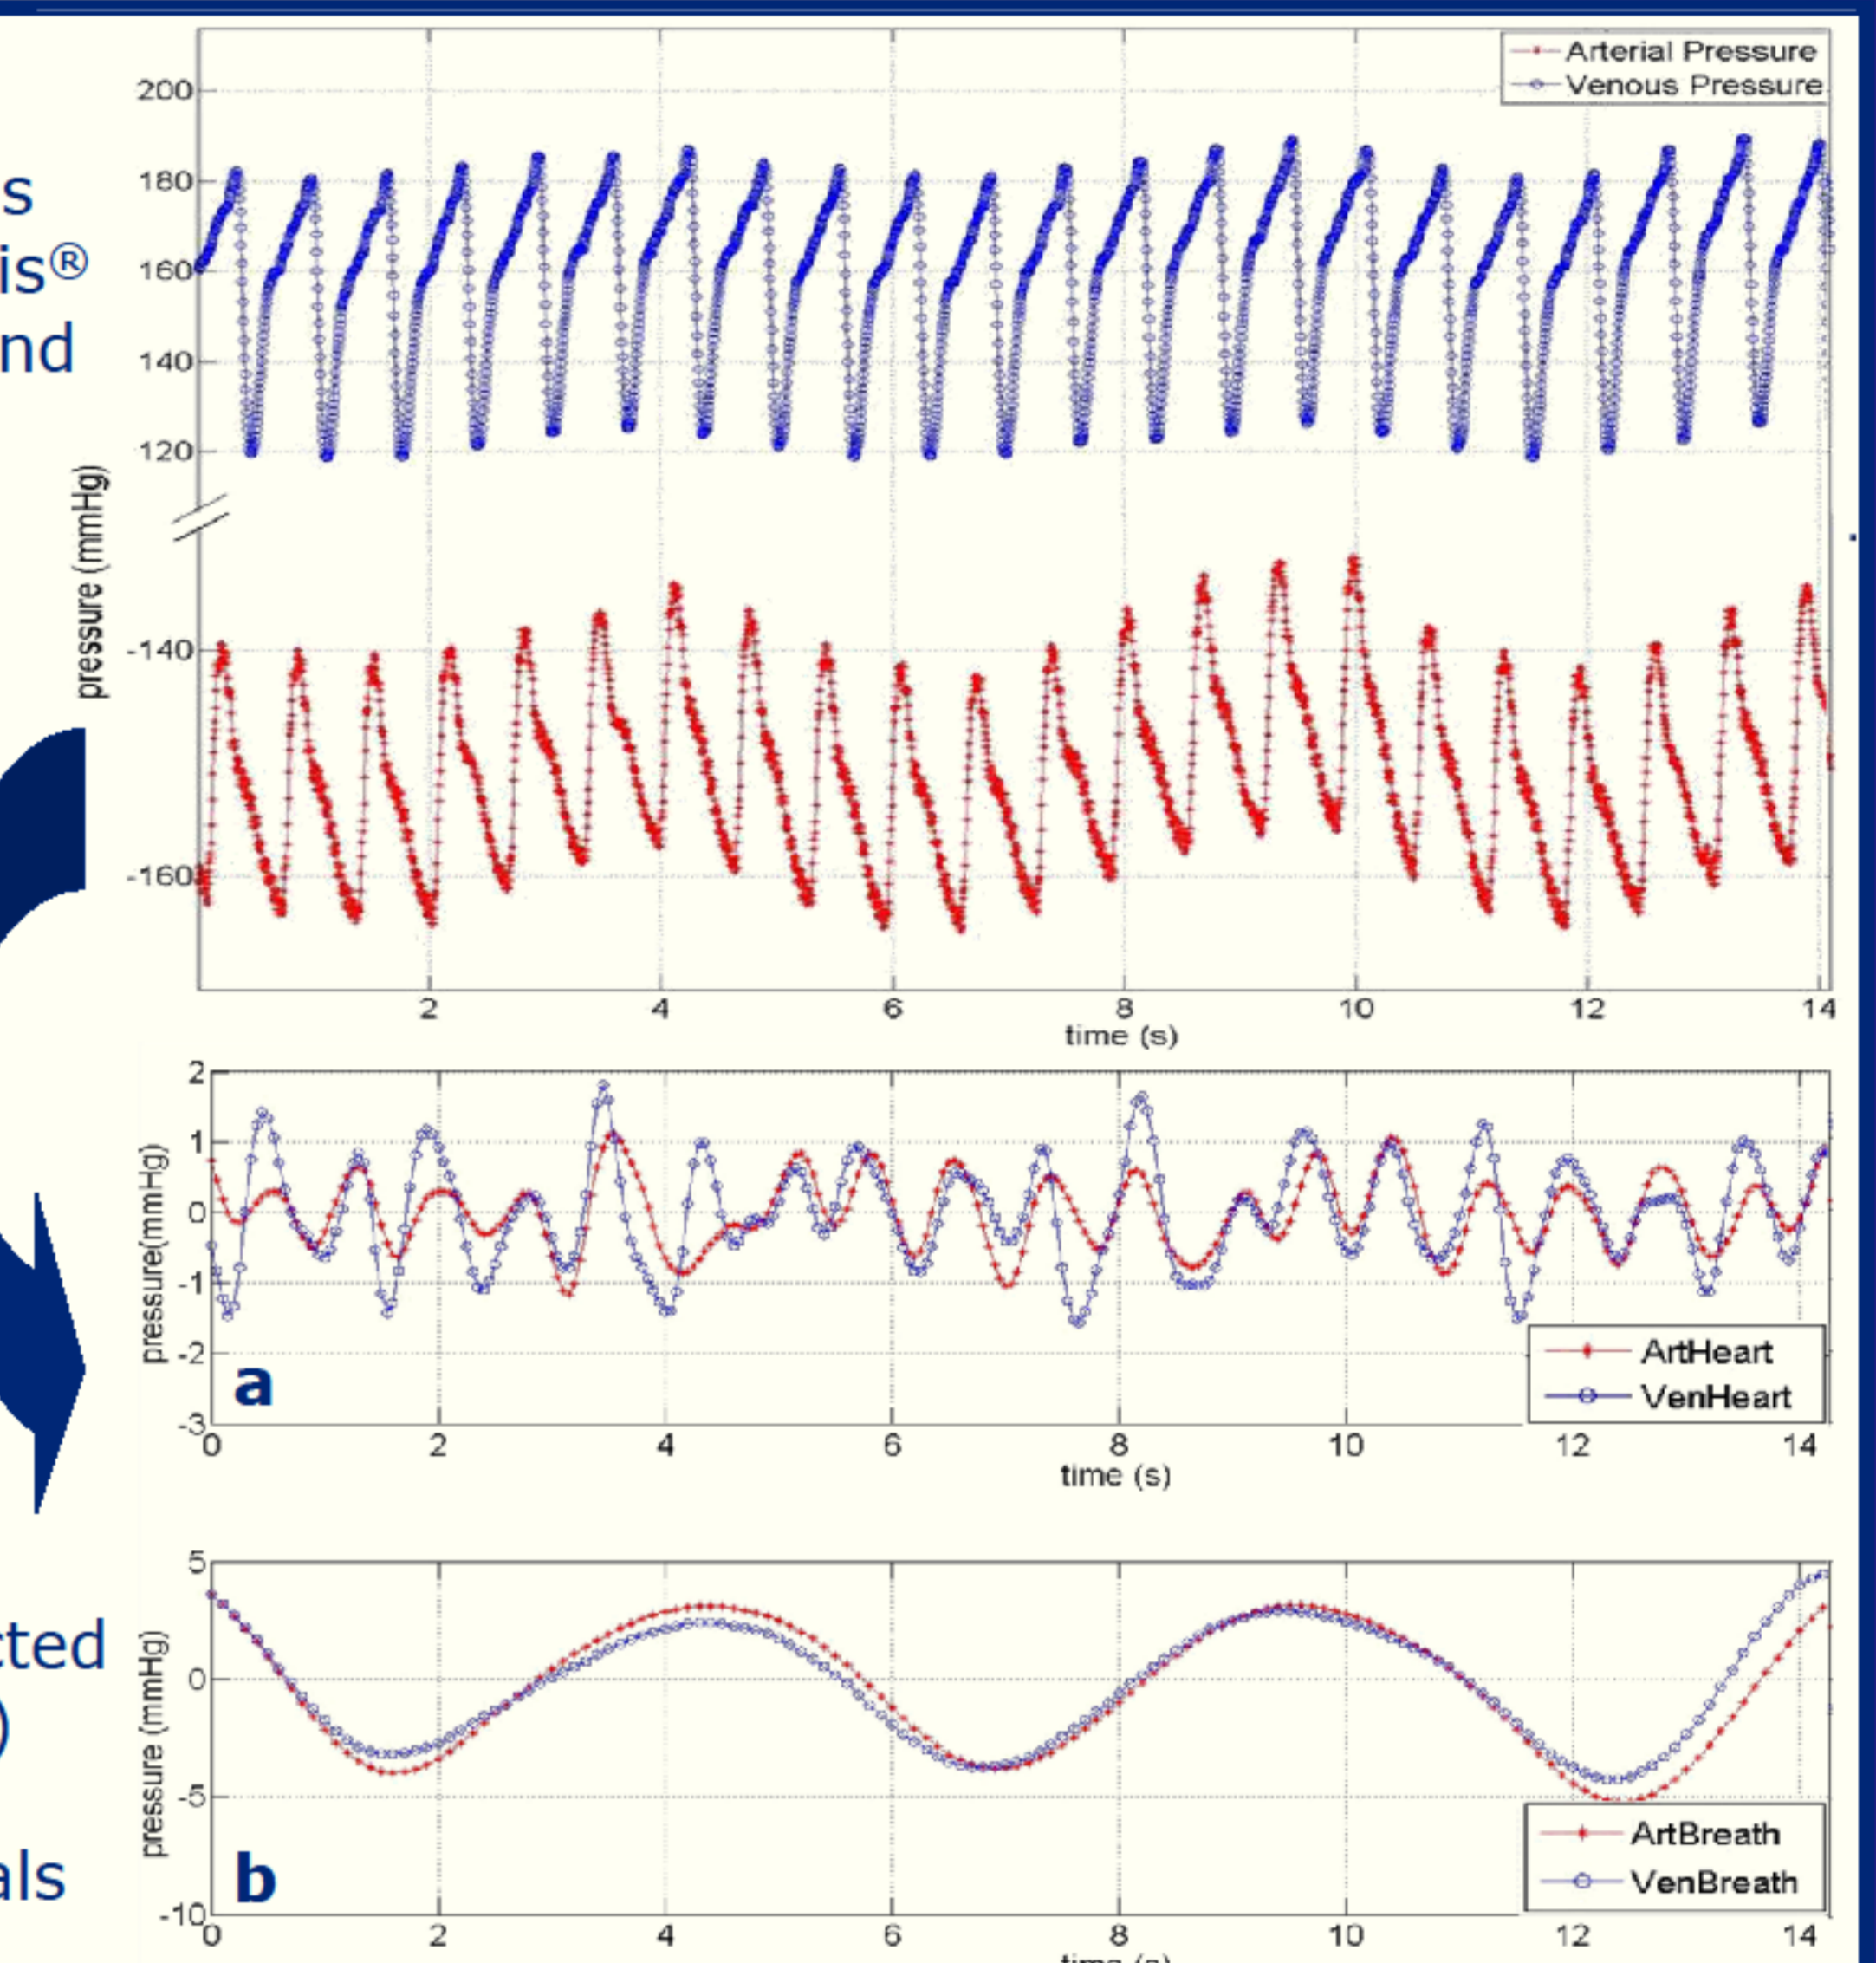 s
is®
nd
Arterial Pressure
Venous Pressure
200
180
160
140
120
-140
-160
pressure (mmHg)
2 4 6 8 10 12 14
time (s)
2
1
0
-1
-2
-3
pressure(mmHg)
a
ArtHeart
VenHeart
0 2 4 6 8 10 12 14
time (s)
cted
)
als
5
0
-5
-10
pressure (mmHg)
b
ArtBreath
VenBreath
0 2 4 6 8 10 12 14
time (s)